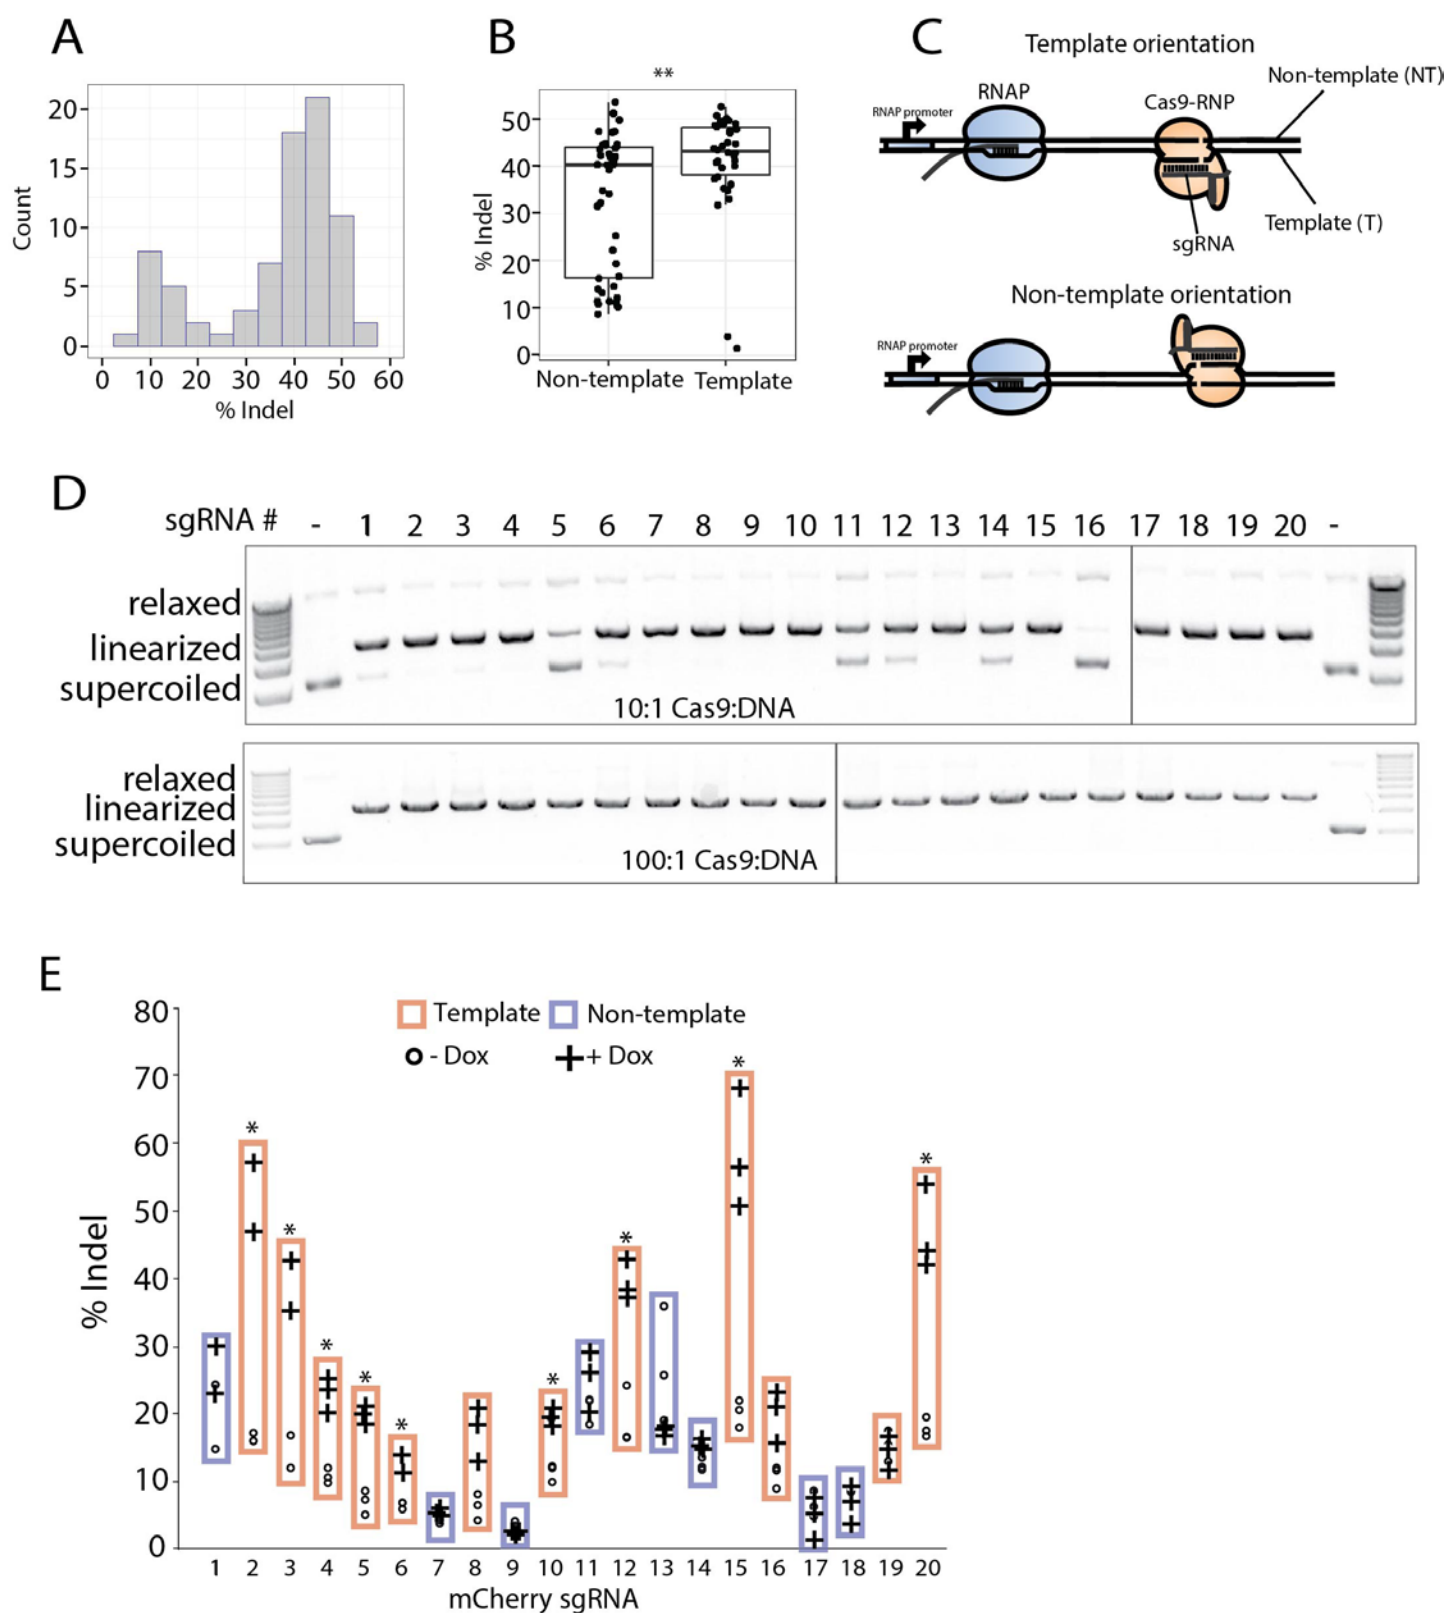 A
20
15
10
5
0
Count
0 10 20 30 40 50 60
% Indel
B
**
50
40
30
20
10
0
% Indel
Non-template Template
C
Template orientation
RNAP promoter
RNAP
Cas9-RNP
Non-template (NT)
sgRNA
Template (T)
Non-template orientation
RNAP promoter
D
sgRNA # - 1 2 3 4 5 6 7 8 9 10 11 12 13 14 15 16 17 18 19 20 -
relaxed
linearized
supercoiled
10:1 Cas9:DNA
relaxed
linearized
supercoiled
100:1 Cas9:DNA
E
Template Non-template
- Dox + Dox
80
70
60
50
40
30
20
10
0
% Indel
* * * * * * * * * *
1 2 3 4 5 6 7 8 9 10 11 12 13 14 15 16 17 18 19 20
mCherry sgRNA